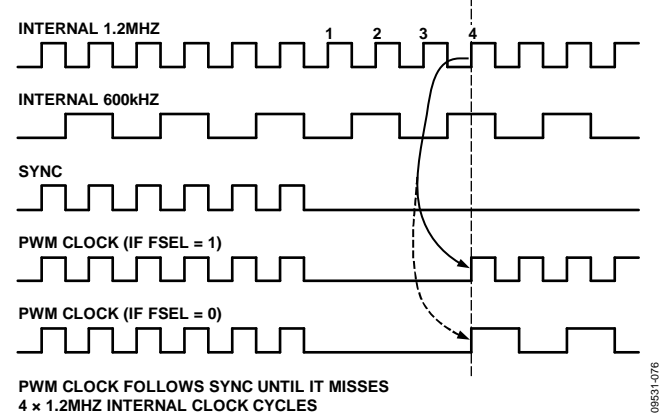 INTERNAL 1.2MHZ
1 2 3 4
INTERNAL 600kHZ
SYNC
PWM CLOCK (IF FSEL = 1)
PWM CLOCK (IF FSEL = 0)
PWM CLOCK FOLLOWS SYNC UNTIL IT MISSES
4 × 1.2MHZ INTERNAL CLOCK CYCLES
09531-076